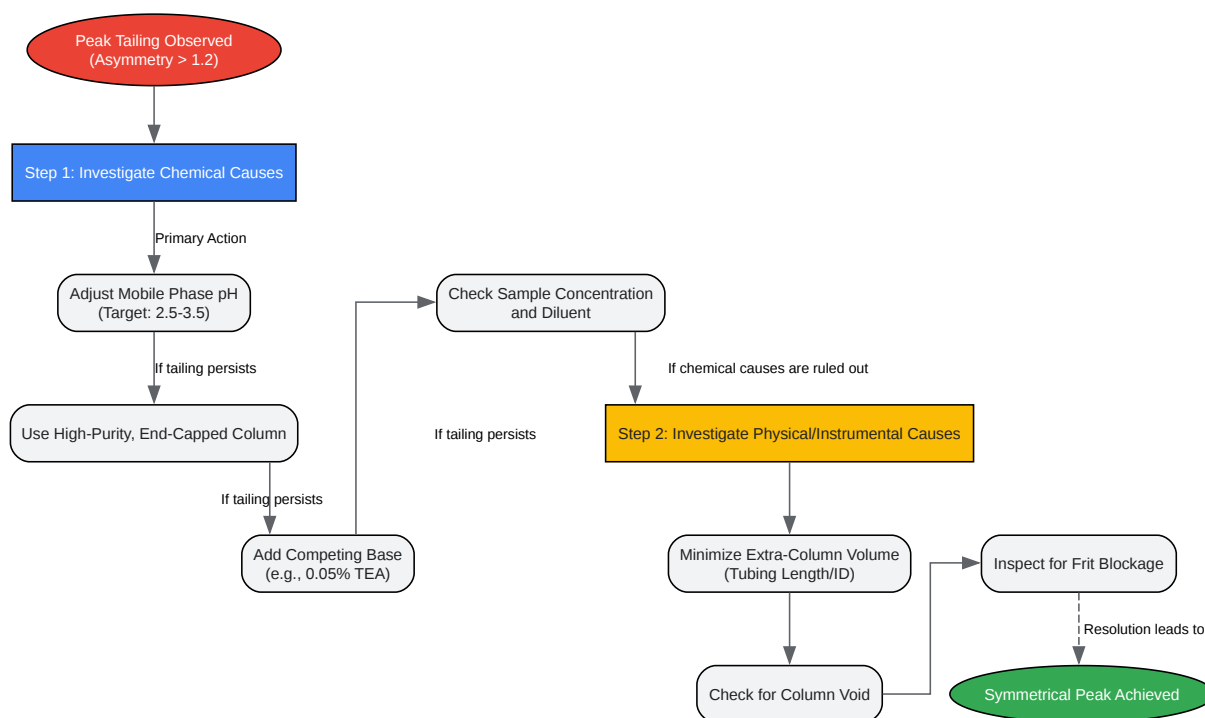 Peak Tailing Observed
(Asymmetry > 1.2)
Step 1: Investigate Chemical Causes
Primary Action
Adjust Mobile Phase pH
(Target: 2.5-3.5)
If tailing persists
Use High-Purity, End-Capped Column
If tailing persists
Add Competing Base
(e.g., 0.05% TEA)
If tailing persists
Check Sample Concentration
and Diluent
If chemical causes are ruled out
Step 2: Investigate Physical/Instrumental Causes
Minimize Extra-Column Volume
(Tubing Length/ID)
Check for Column Void
Inspect for Frit Blockage
Resolution leads to
Symmetrical Peak Achieved